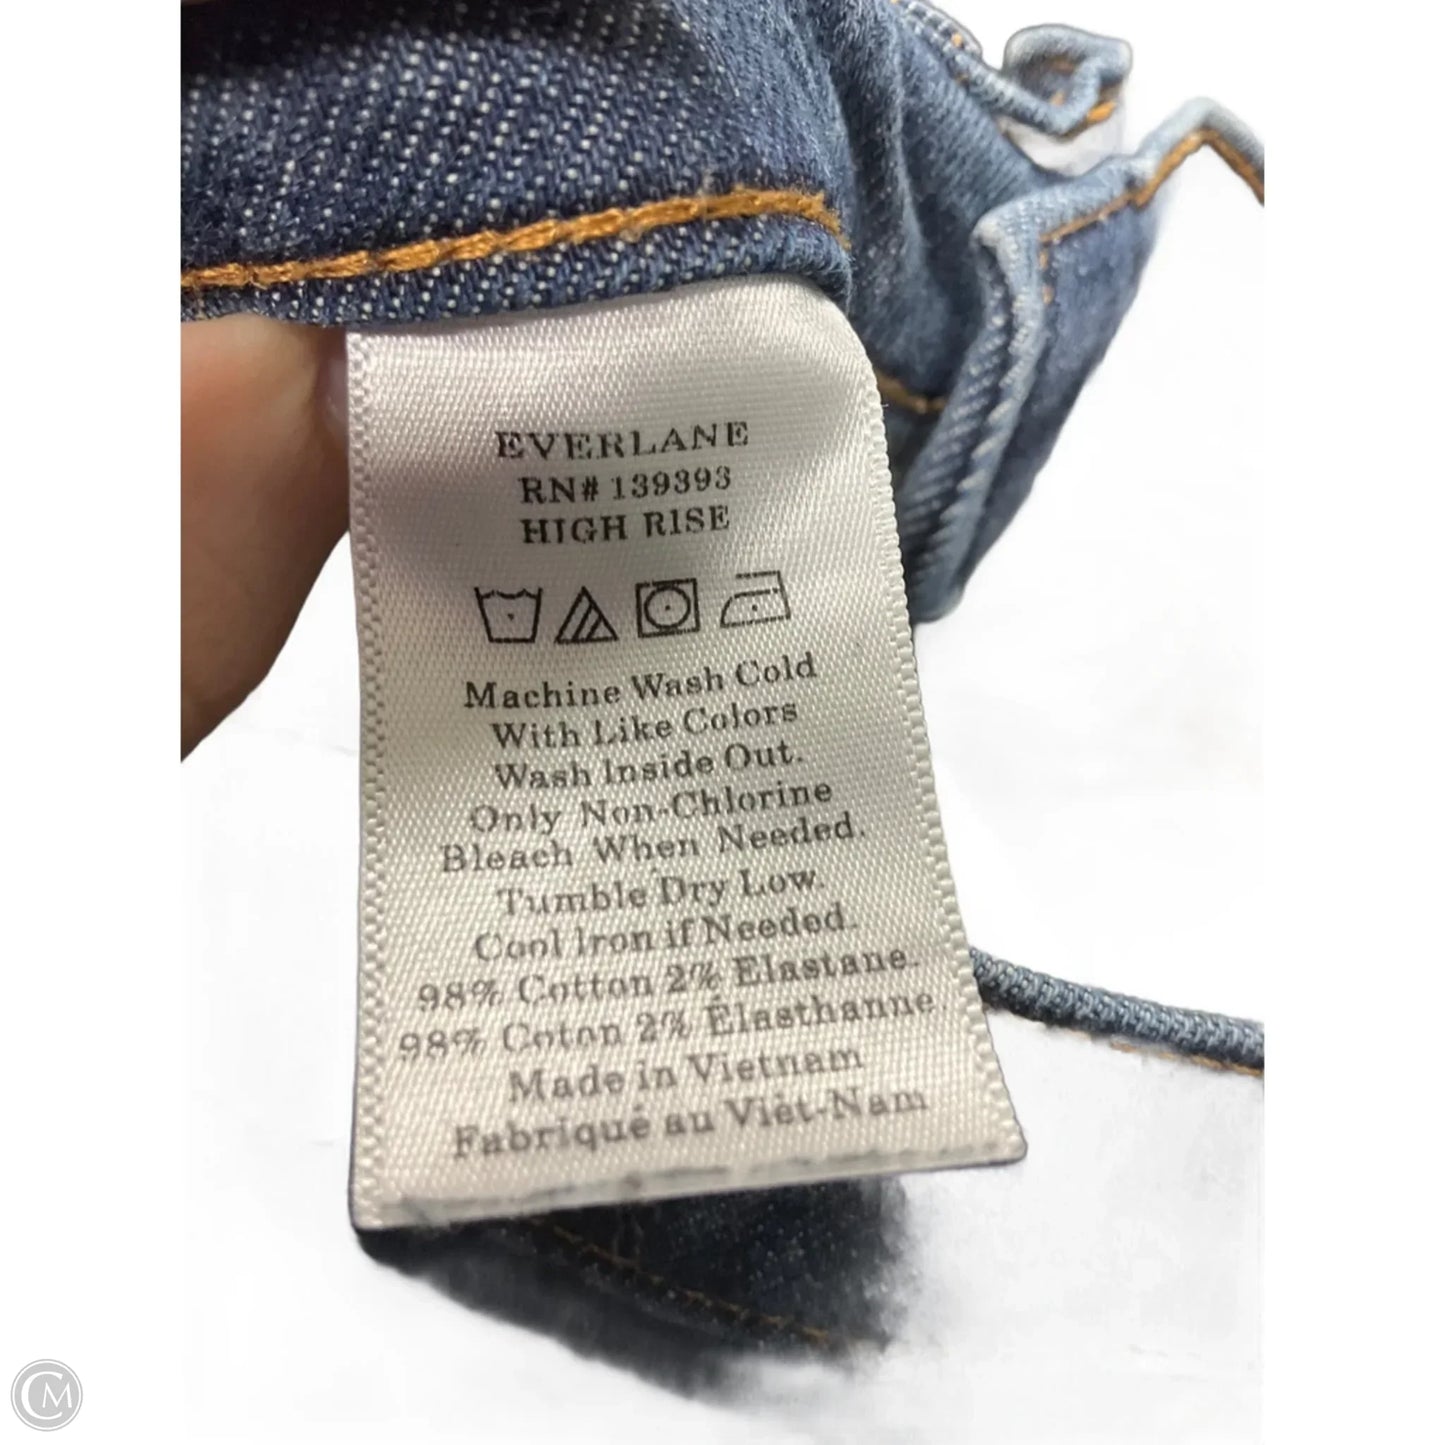 EVERLANE
RN# 139393
HIGH RISE
Machine Wash Cold
With Like Colors
Wash Inside Out.
Only Non-Chlorine
Bleach When Needed.
Tumble Dry Low.
Cool Iron if Needed.
98% Cotton 2% Elastane.
98% Coton 2% Élasthanne.
Made in Vietnam
Fabriqué au Viêt-Nam
CM